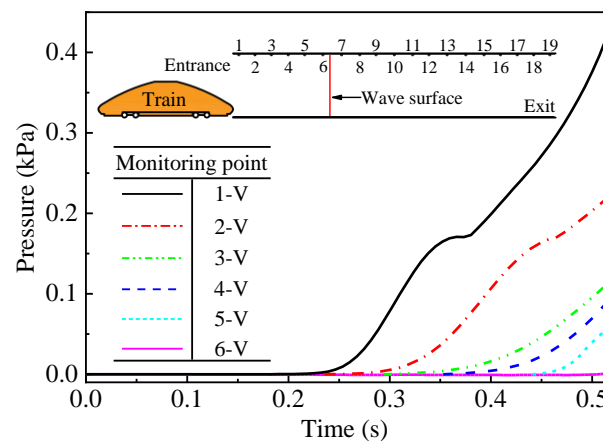 1 3 5 7 9 11 13 15 17 19
Entrance
2 4 6 8 10 12 14 16 18
Train
Wave surface
Exit
Monitoring point
1-V
2-V
3-V
4-V
5-V
6-V
Pressure (kPa)
0.4
0.3
0.2
0.1
0.0
0.0 0.1 0.2 0.3 0.4 0.5
Time (s)